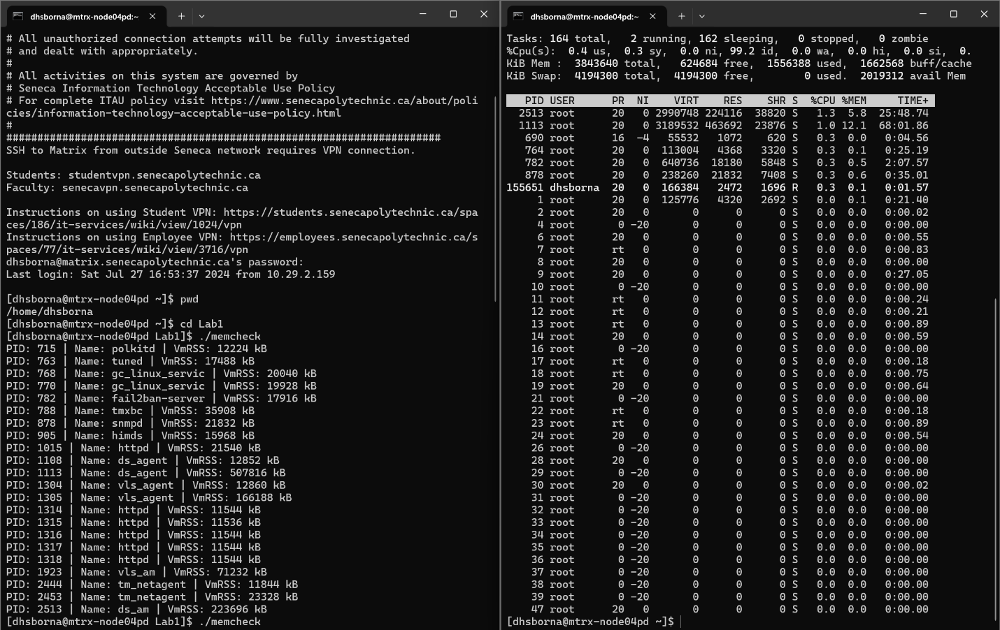 dhsborna@mtrx-node04pd:~
# All unauthorized connection attempts will be fully investigated
# and dealt with appropriately.
#
# All activities on this system are governed by
# Seneca Information Technology Acceptable Use Policy
# For complete ITAU policy visit https://www.senecapolytechnic.ca/about/poli
cies/information-technology-acceptable-use-policy.html
#
######################################################################
SSH to Matrix from outside Seneca network requires VPN connection.
Students: studentvpn.senecapolytechnic.ca
Faculty: senecavpn.senecapolytechnic.ca
Instructions on using Student VPN: https://students.senecapolytechnic.ca/spa
ces/186/it-services/wiki/view/1024/vpn
Instructions on using Employee VPN: https://employees.senecapolytechnic.ca/s
paces/77/it-services/wiki/view/3716/vpn
dhsborna@matrix.senecapolytechnic.ca's password:
Last login: Sat Jul 27 16:53:37 2024 from 10.29.2.159
[dhsborna@mtrx-node04pd ~]$ pwd
/home/dhsborna
[dhsborna@mtrx-node04pd ~]$ cd Lab1
[dhsborna@mtrx-node04pd Lab1]$ ./memcheck
PID: 715 | Name: polkitd | VmRSS: 12224 kB
PID: 763 | Name: tuned | VmRSS: 17488 kB
PID: 768 | Name: gc_linux_servic | VmRSS: 20040 kB
PID: 770 | Name: gc_linux_servic | VmRSS: 19928 kB
PID: 782 | Name: fail2ban-server | VmRSS: 17916 kB
PID: 788 | Name: tmxbc | VmRSS: 35908 kB
PID: 878 | Name: snmpd | VmRSS: 21832 kB
PID: 905 | Name: himds | VmRSS: 15968 kB
PID: 1015 | Name: httpd | VmRSS: 21540 kB
PID: 1108 | Name: ds_agent | VmRSS: 12852 kB
PID: 1113 | Name: ds_agent | VmRSS: 507816 kB
PID: 1304 | Name: vls_agent | VmRSS: 12860 kB
PID: 1305 | Name: vls_agent | VmRSS: 166188 kB
PID: 1314 | Name: httpd | VmRSS: 11544 kB
PID: 1315 | Name: httpd | VmRSS: 11536 kB
PID: 1316 | Name: httpd | VmRSS: 11544 kB
PID: 1317 | Name: httpd | VmRSS: 11544 kB
PID: 1318 | Name: httpd | VmRSS: 11544 kB
PID: 1923 | Name: vls_am | VmRSS: 71232 kB
PID: 2444 | Name: tm_netagent | VmRSS: 11844 kB
PID: 2453 | Name: tm_netagent | VmRSS: 23328 kB
PID: 2513 | Name: ds_am | VmRSS: 223696 kB
[dhsborna@mtrx-node04pd Lab1]$ ./memcheck
dhsborna@mtrx-node04pd:~
Tasks: 164 total, 2 running, 162 sleeping, 0 stopped, 0 zombie
%Cpu(s): 0.4 us, 0.3 sy, 0.0 ni, 99.2 id, 0.0 wa, 0.0 hi, 0.0 si, 0.
KiB Mem : 3843640 total, 624684 free, 1556388 used, 1662568 buff/cache
KiB Swap: 4194300 total, 4194300 free, 0 used. 2019312 avail Mem
PID USER PR NI VIRT RES SHR S %CPU %MEM TIME+
2513 root 20 0 2990748 224116 38820 S 1.3 5.8 25:48.74
1113 root 20 0 3189532 463692 23876 S 1.0 12.1 68:01.86
690 root 16 -4 55532 1072 620 S 0.3 0.0 0:04.56
764 root 20 0 113004 4368 3320 S 0.3 0.1 0:25.19
782 root 20 0 640736 18180 5848 S 0.3 0.5 2:07.57
878 root 20 0 238260 21832 7408 S 0.3 0.6 0:35.01
155651 dhsborna 20 0 166384 2472 1696 R 0.3 0.1 0:01.57
1 root 20 0 125776 4320 2692 S 0.0 0.1 0:21.40
2 root 20 0 0 0 0 S 0.0 0.0 0:00.02
4 root 0 -20 0 0 0 S 0.0 0.0 0:00.00
6 root 20 0 0 0 0 S 0.0 0.0 0:00.55
7 root rt 0 0 0 0 S 0.0 0.0 0:00.83
8 root 20 0 0 0 0 S 0.0 0.0 0:00.00
9 root 20 0 0 0 0 S 0.0 0.0 0:27.05
10 root 0 -20 0 0 0 S 0.0 0.0 0:00.00
11 root rt 0 0 0 0 S 0.0 0.0 0:00.24
12 root rt 0 0 0 0 S 0.0 0.0 0:00.21
13 root rt 0 0 0 0 S 0.0 0.0 0:00.89
14 root 20 0 0 0 0 S 0.0 0.0 0:00.59
16 root 0 -20 0 0 0 S 0.0 0.0 0:00.00
17 root rt 0 0 0 0 S 0.0 0.0 0:00.18
18 root rt 0 0 0 0 S 0.0 0.0 0:00.75
19 root 20 0 0 0 0 S 0.0 0.0 0:00.64
21 root 0 -20 0 0 0 S 0.0 0.0 0:00.00
22 root rt 0 0 0 0 S 0.0 0.0 0:00.18
23 root rt 0 0 0 0 S 0.0 0.0 0:00.89
24 root 20 0 0 0 0 S 0.0 0.0 0:00.54
26 root 0 -20 0 0 0 S 0.0 0.0 0:00.00
28 root 20 0 0 0 0 S 0.0 0.0 0:00.00
29 root 0 -20 0 0 0 S 0.0 0.0 0:00.00
30 root 20 0 0 0 0 S 0.0 0.0 0:00.02
31 root 0 -20 0 0 0 S 0.0 0.0 0:00.00
32 root 0 -20 0 0 0 S 0.0 0.0 0:00.00
33 root 0 -20 0 0 0 S 0.0 0.0 0:00.00
34 root 0 -20 0 0 0 S 0.0 0.0 0:00.00
35 root 0 -20 0 0 0 S 0.0 0.0 0:00.00
36 root 0 -20 0 0 0 S 0.0 0.0 0:00.00
37 root 0 -20 0 0 0 S 0.0 0.0 0:00.00
38 root 0 -20 0 0 0 S 0.0 0.0 0:00.00
39 root 0 -20 0 0 0 S 0.0 0.0 0:00.00
47 root 20 0 0 0 0 S 0.0 0.0 0:00.00
[dhsborna@mtrx-node04pd ~]$